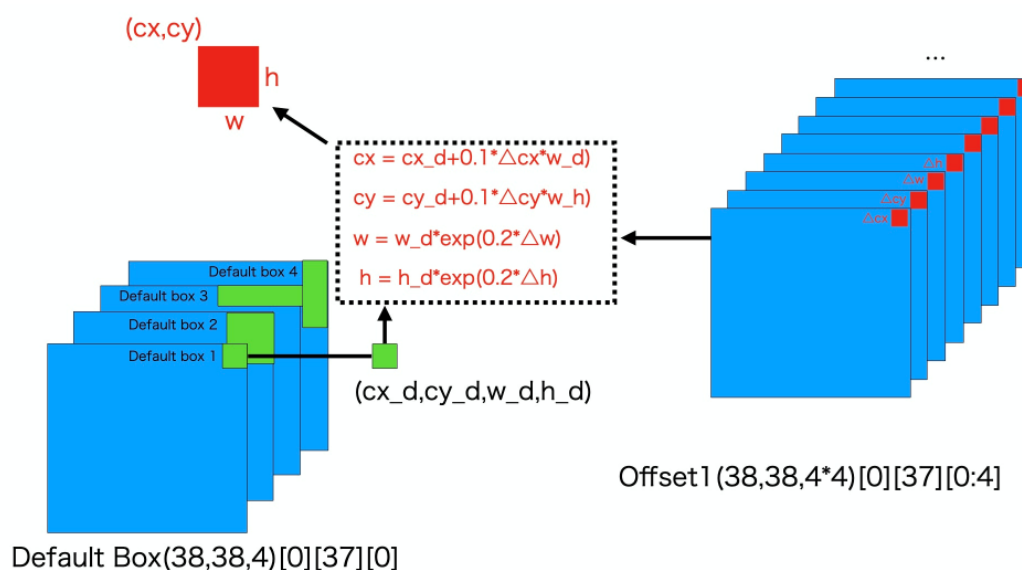 (cx,cy)
h
w
...
cx = cx_d+0.1*△cx*w_d)
cy = cy_d+0.1*△cy*w_h)
w = w_d*exp(0.2*△w)
h = h_d*exp(0.2*△h)
△h
△w
△cy
△cx
Default box 4
Default box 3
Default box 2
Default box 1
(cx_d,cy_d,w_d,h_d)
Offset1(38,38,4*4)[0][37][0:4]
Default Box(38,38,4)[0][37][0]